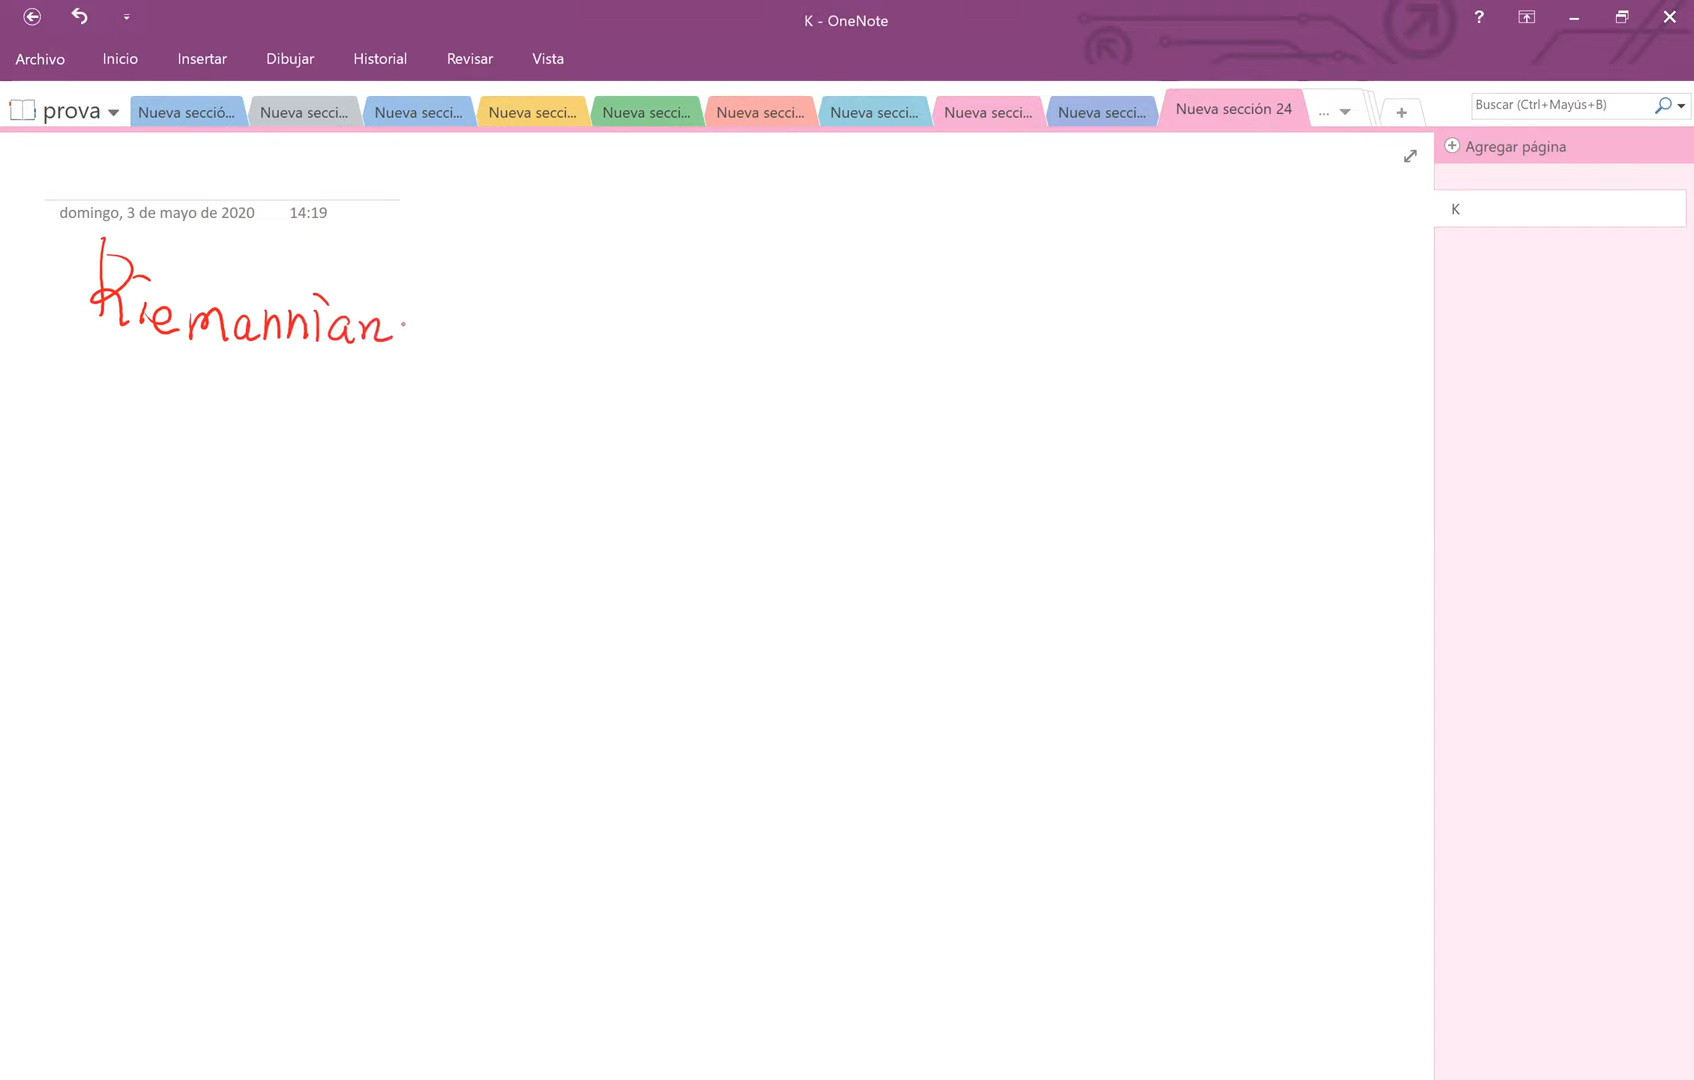 K - OneNote
?
Archivo Inicio Insertar Dibujar Historial Revisar Vista
prova Nueva secció... Nueva secci... Nueva secci... Nueva secci... Nueva secci... Nueva secci... Nueva secci... Nueva secci... Nueva secci... Nueva sección 24 ... + Buscar (Ctrl+Mayús+B)
Agregar página
K
domingo, 3 de mayo de 2020 14:19
Riemannian